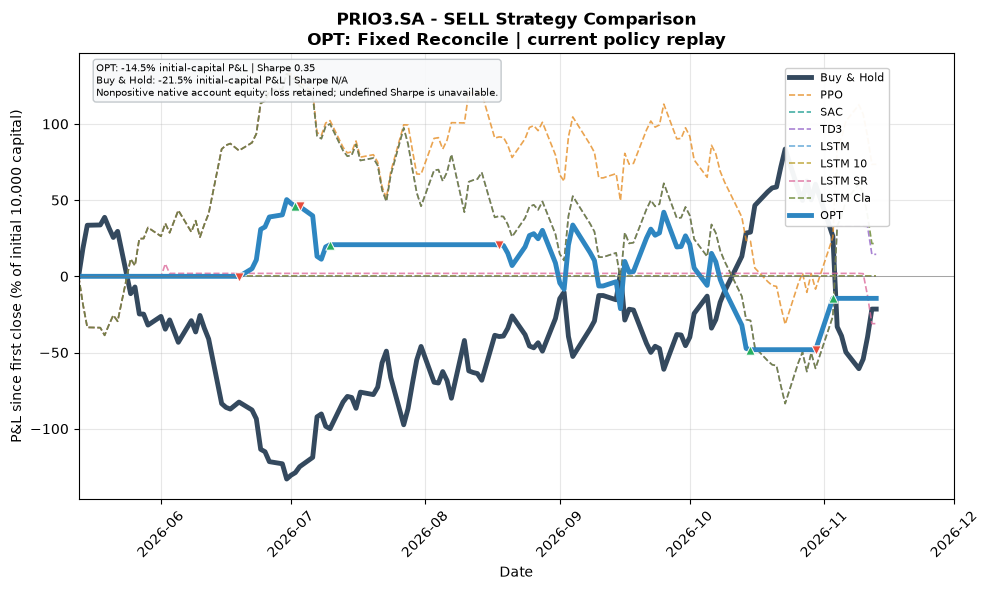 PRIO3.SA - SELL Strategy Comparison
OPT: Fixed Reconcile | current policy replay
OPT: -14.5% initial-capital P&L | Sharpe 0.35
Buy & Hold: -21.5% initial-capital P&L | Sharpe N/A
Nonpositive native account equity: loss retained; undefined Sharpe is unavailable.
Buy & Hold
PPO
SAC
TD3
LSTM
LSTM 10
LSTM SR
LSTM Cla
OPT
P&L since first close (% of initial 10,000 capital)
100
50
0
−50
−100
2026-06
2026-07
2026-08
2026-09
2026-10
2026-11
2026-12
Date